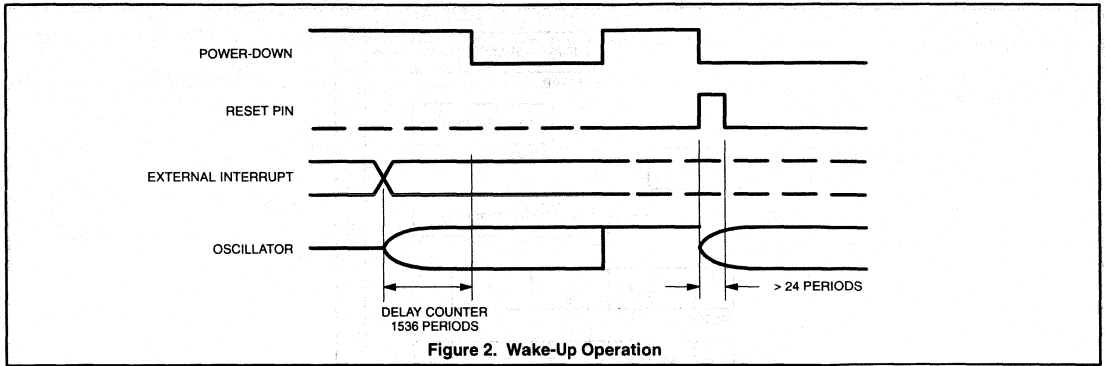 POWER-DOWN
RESET PIN
EXTERNAL INTERRUPT
OSCILLATOR
> 24 PERIODS
DELAY COUNTER
1536 PERIODS
Figure 2. Wake-Up Operation